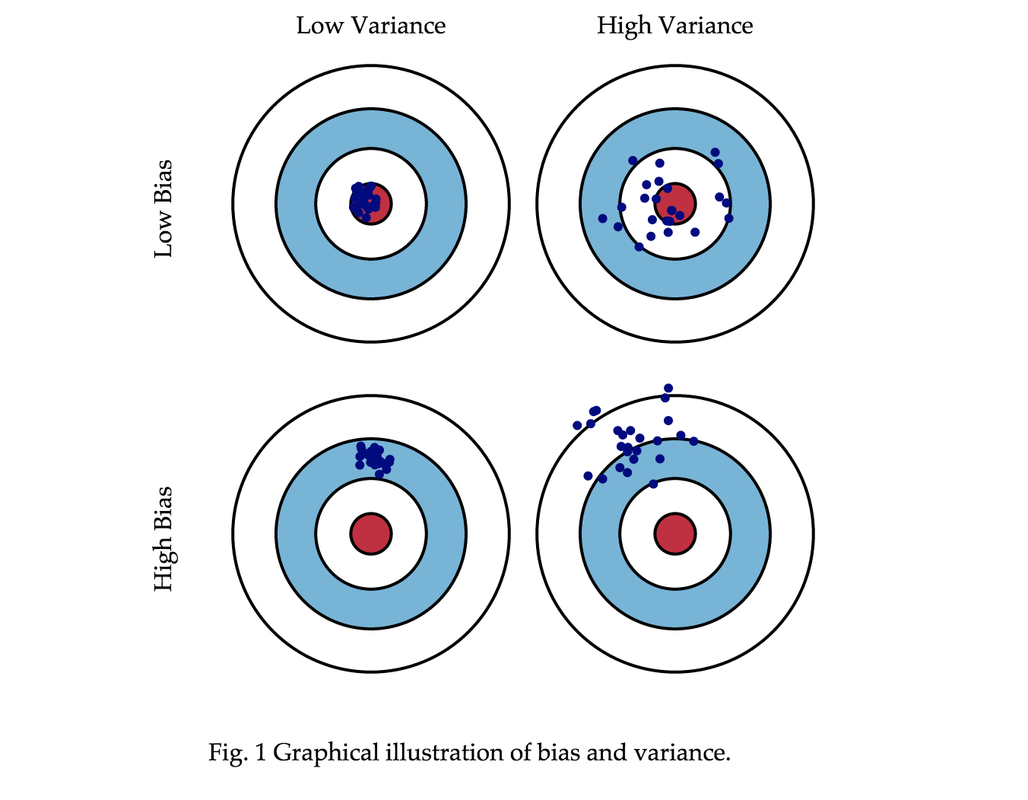 Low Variance
High Variance
Low Bias
High Bias
Fig. 1 Graphical illustration of bias and variance.